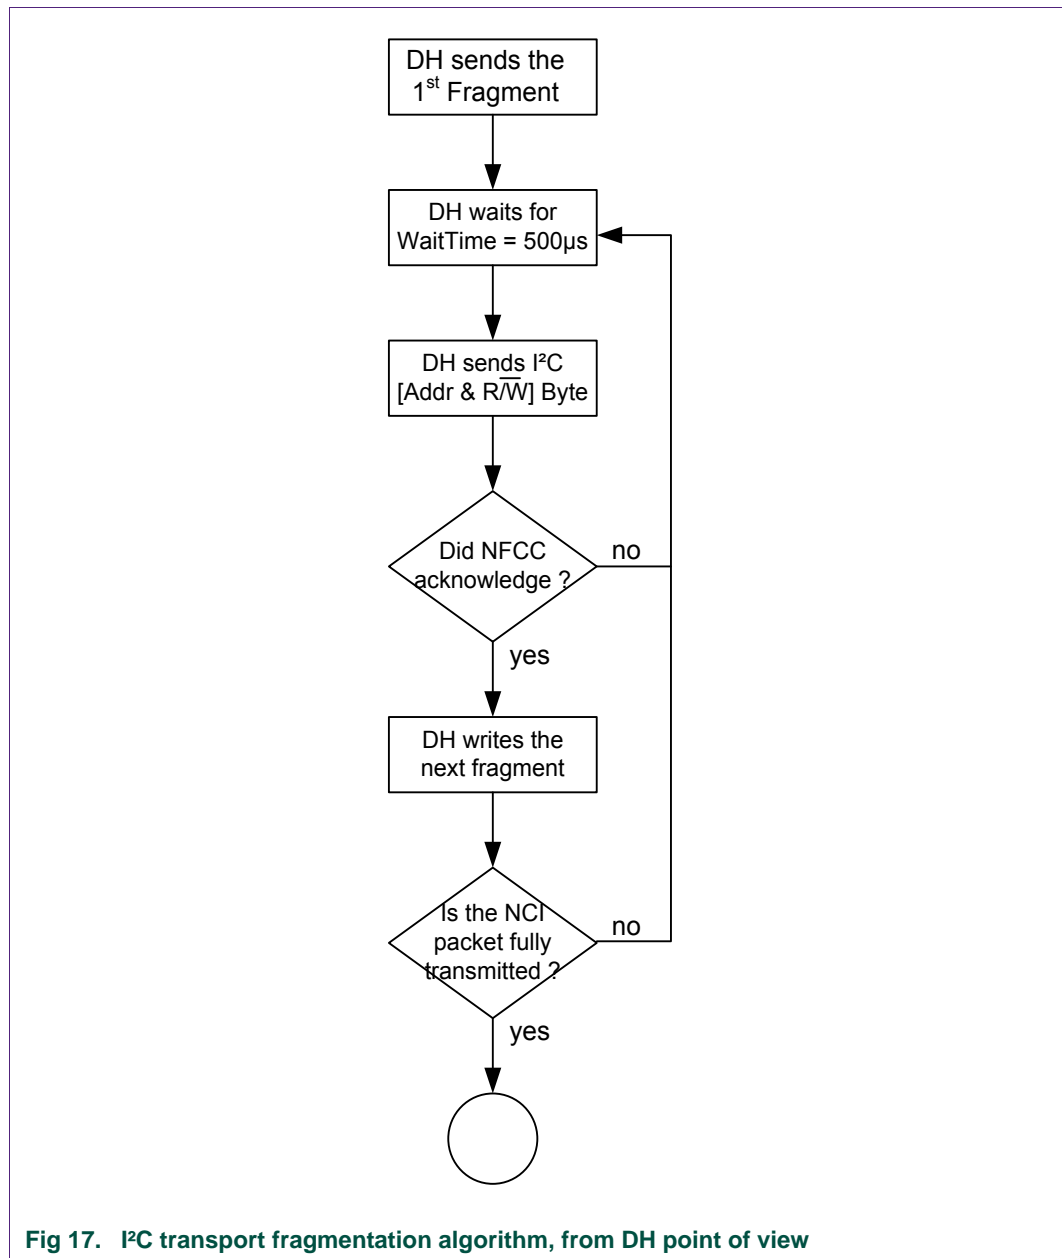 DH sends the
1st Fragment
DH waits for
WaitTime = 500µs
DH sends I²C
[Addr & R/W̅] Byte
Did NFCC
acknowledge ?
no
yes
DH writes the
next fragment
Is the NCI
packet fully
transmitted ?
no
yes
Fig 17. I²C transport fragmentation algorithm, from DH point of view